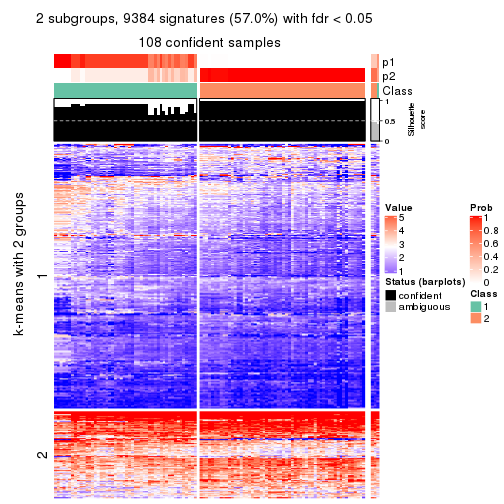 2 subgroups, 9384 signatures (57.0%) with fdr < 0.05
108 confident samples
p1
p2
Class
1
0.5
0
Silhouette
score
k-means with 2 groups
1
2
Value
5
4
3
2
1
Status (barplots)
confident
ambiguous
Prob
1
0.8
0.6
0.4
0.2
0
Class
1
2